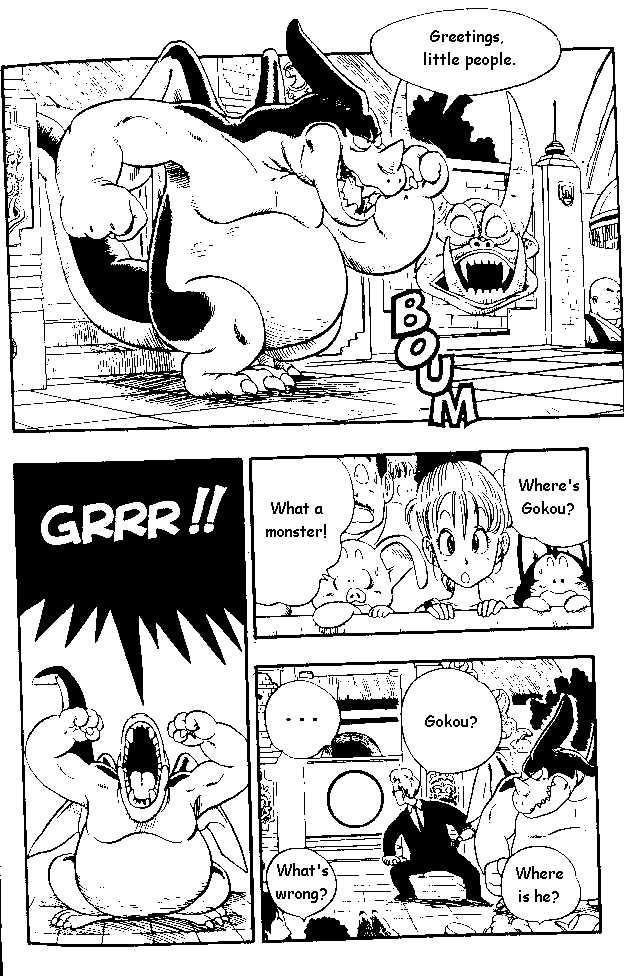 Greetings,
little people.
BOUM
GRRR!!
What a
monster!
Where's
Gokou?
...
Gokou?
What's
wrong?
Where
is he?